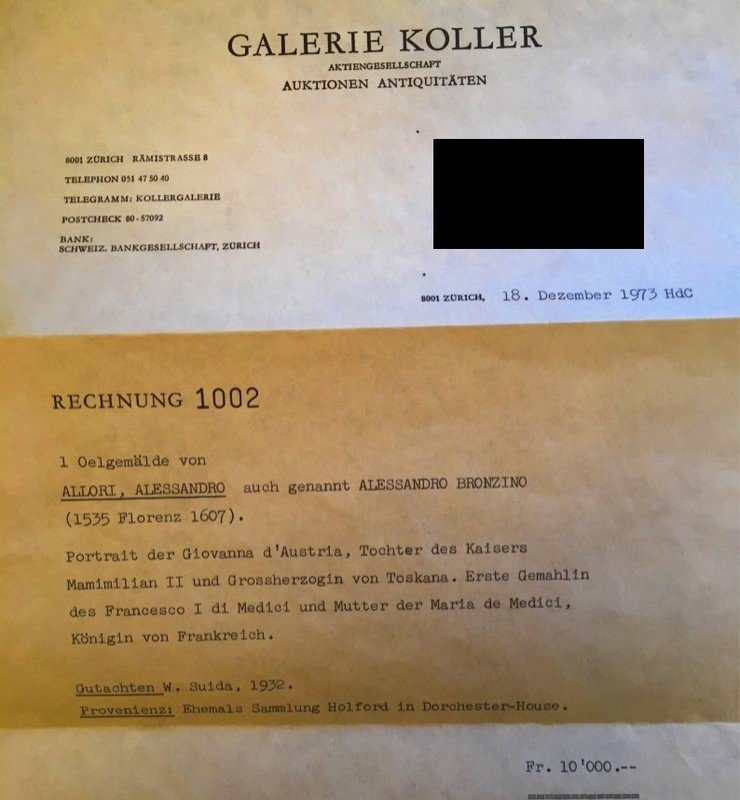 GALERIE KOLLER
AKTIENGESELLSCHAFT
AUKTIONEN ANTIQUITÄTEN
8001 ZÜRICH RÄMISTRASSE 8
TELEPHON 051 47 50 40
TELEGRAMM: KOLLERGALERIE
POSTCHECK 80-57092
BANK:
SCHWEIZ. BANKGESELLSCHAFT, ZÜRICH
8001 ZÜRICH, 18. Dezember 1973 HdC
RECHNUNG 1002
1 Oelgemälde von
ALLORI, ALESSANDRO auch genannt ALESSANDRO BRONZINO
(1535 Florenz 1607).
Portrait der Giovanna d'Austria, Tochter des Kaisers
Mamimilian II und Grossherzogin von Toskana. Erste Gemahlin
des Francesco I di Medici und Mutter der Maria de Medici,
Königin von Frankreich.
Gutachten W. Suida, 1932.
Provenienz: Ehemals Sammlung Holford in Dorchester-House.
Fr. 10'000.--